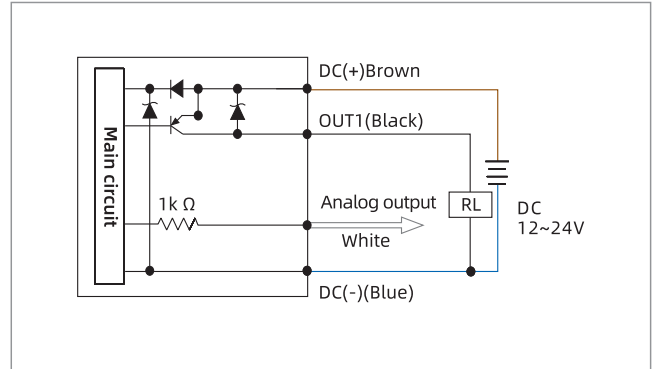 DC(+)Brown
OUT1(Black)
Main circuit
1k Ω
Analog output
White
RL
DC
12~24V
DC(-)(Blue)